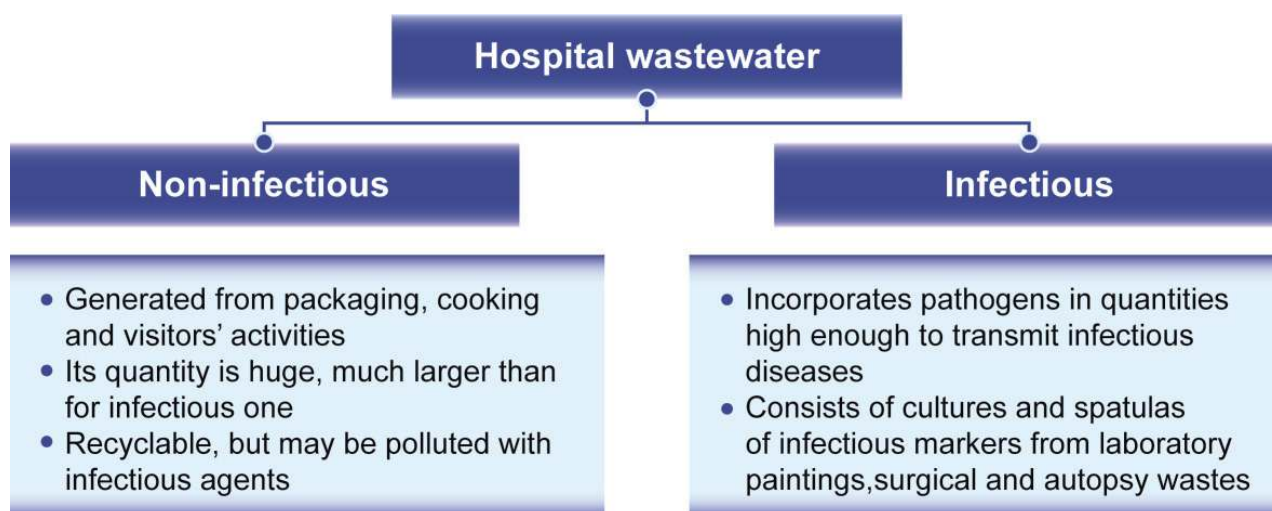 Hospital wastewater
Non-infectious
• Generated from packaging, cooking
and visitors’ activities
• Its quantity is huge, much larger than
for infectious one
• Recyclable, but may be polluted with
infectious agents
Infectious
• Incorporates pathogens in quantities
high enough to transmit infectious
diseases
• Consists of cultures and spatulas
of infectious markers from laboratory
paintings,surgical and autopsy wastes